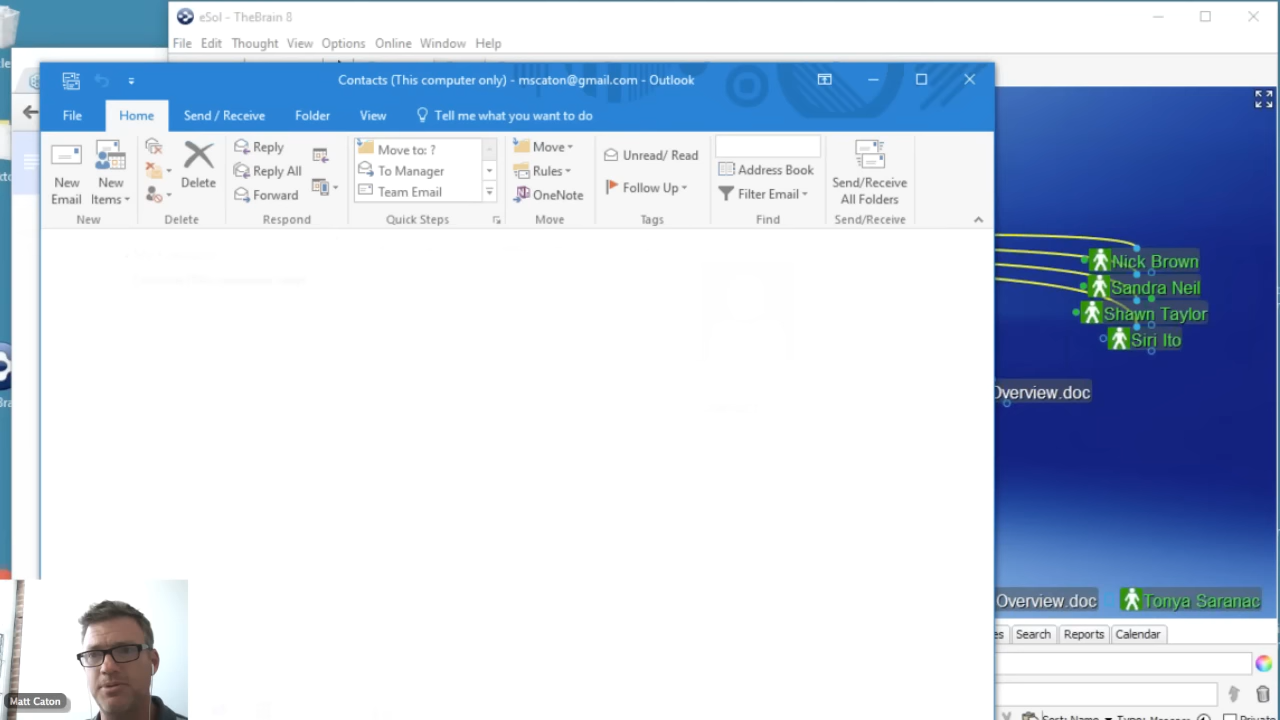 eSol - TheBrain 8
File Edit Thought View Options Online Window Help
Contacts (This computer only) - mscaton@gmail.com - Outlook
File Home Send / Receive Folder View Tell me what you want to do
New Email
New Items
Delete
Delete
Reply
Reply All
Forward
Respond
Move to: ?
To Manager
Team Email
Quick Steps
Move
Rules
OneNote
Move
Unread/ Read
Follow Up
Tags
Address Book
Filter Email
Find
Send/Receive All Folders
Send/Receive
New
Nick Brown
Sandra Neil
Shawn Taylor
Siri Ito
Overview.doc
Overview.doc
Tonya Saranac
Search Reports Calendar
Sort: Name
Type:
Private
Matt Caton